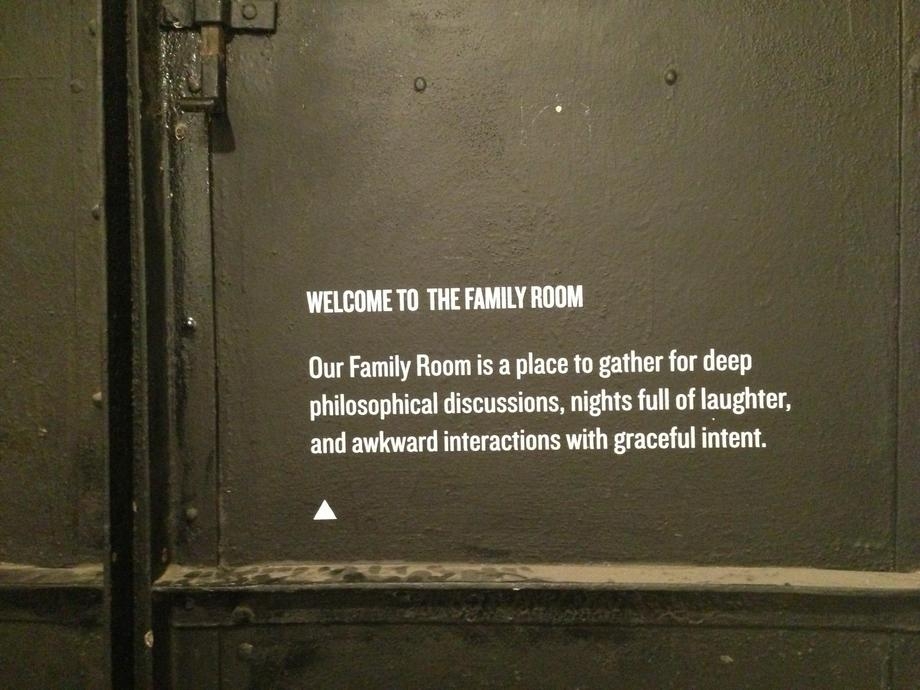 WELCOME TO THE FAMILY ROOM
Our Family Room is a place to gather for deep
philosophical discussions, nights full of laughter,
and awkward interactions with graceful intent.